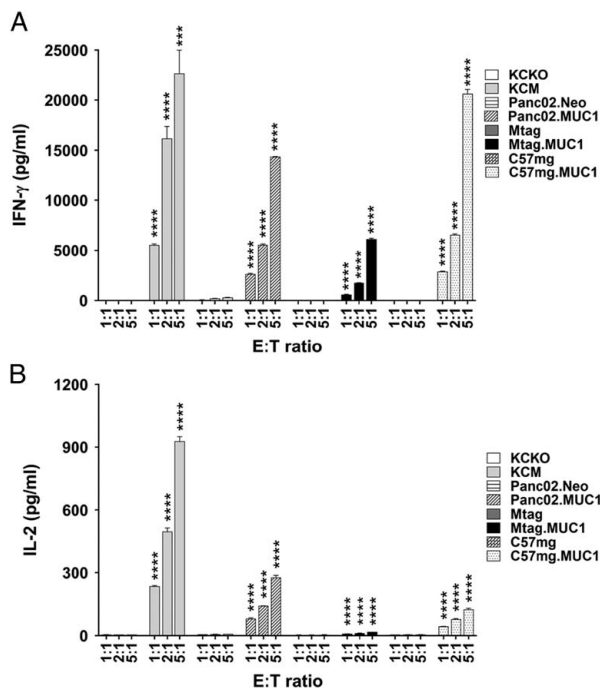 A
IFN-γ (pg/ml)
25000
20000
15000
10000
5000
0
**** **** ***
**** **** ****
**** **** ****
**** **** ****
KCKO
KCM
Panc02.Neo
Panc02.MUC1
Mtag
Mtag.MUC1
C57mg
C57mg.MUC1
1:1 2:1 5:1 1:1 2:1 5:1 1:1 2:1 5:1 1:1 2:1 5:1 1:1 2:1 5:1 1:1 2:1 5:1 1:1 2:1 5:1 1:1 2:1 5:1
E:T ratio
B
IL-2 (pg/ml)
1200
900
600
300
0
**** **** ****
**** **** ****
**** **** ****
**** **** ****
KCKO
KCM
Panc02.Neo
Panc02.MUC1
Mtag
Mtag.MUC1
C57mg
C57mg.MUC1
1:1 2:1 5:1 1:1 2:1 5:1 1:1 2:1 5:1 1:1 2:1 5:1 1:1 2:1 5:1 1:1 2:1 5:1 1:1 2:1 5:1 1:1 2:1 5:1
E:T ratio